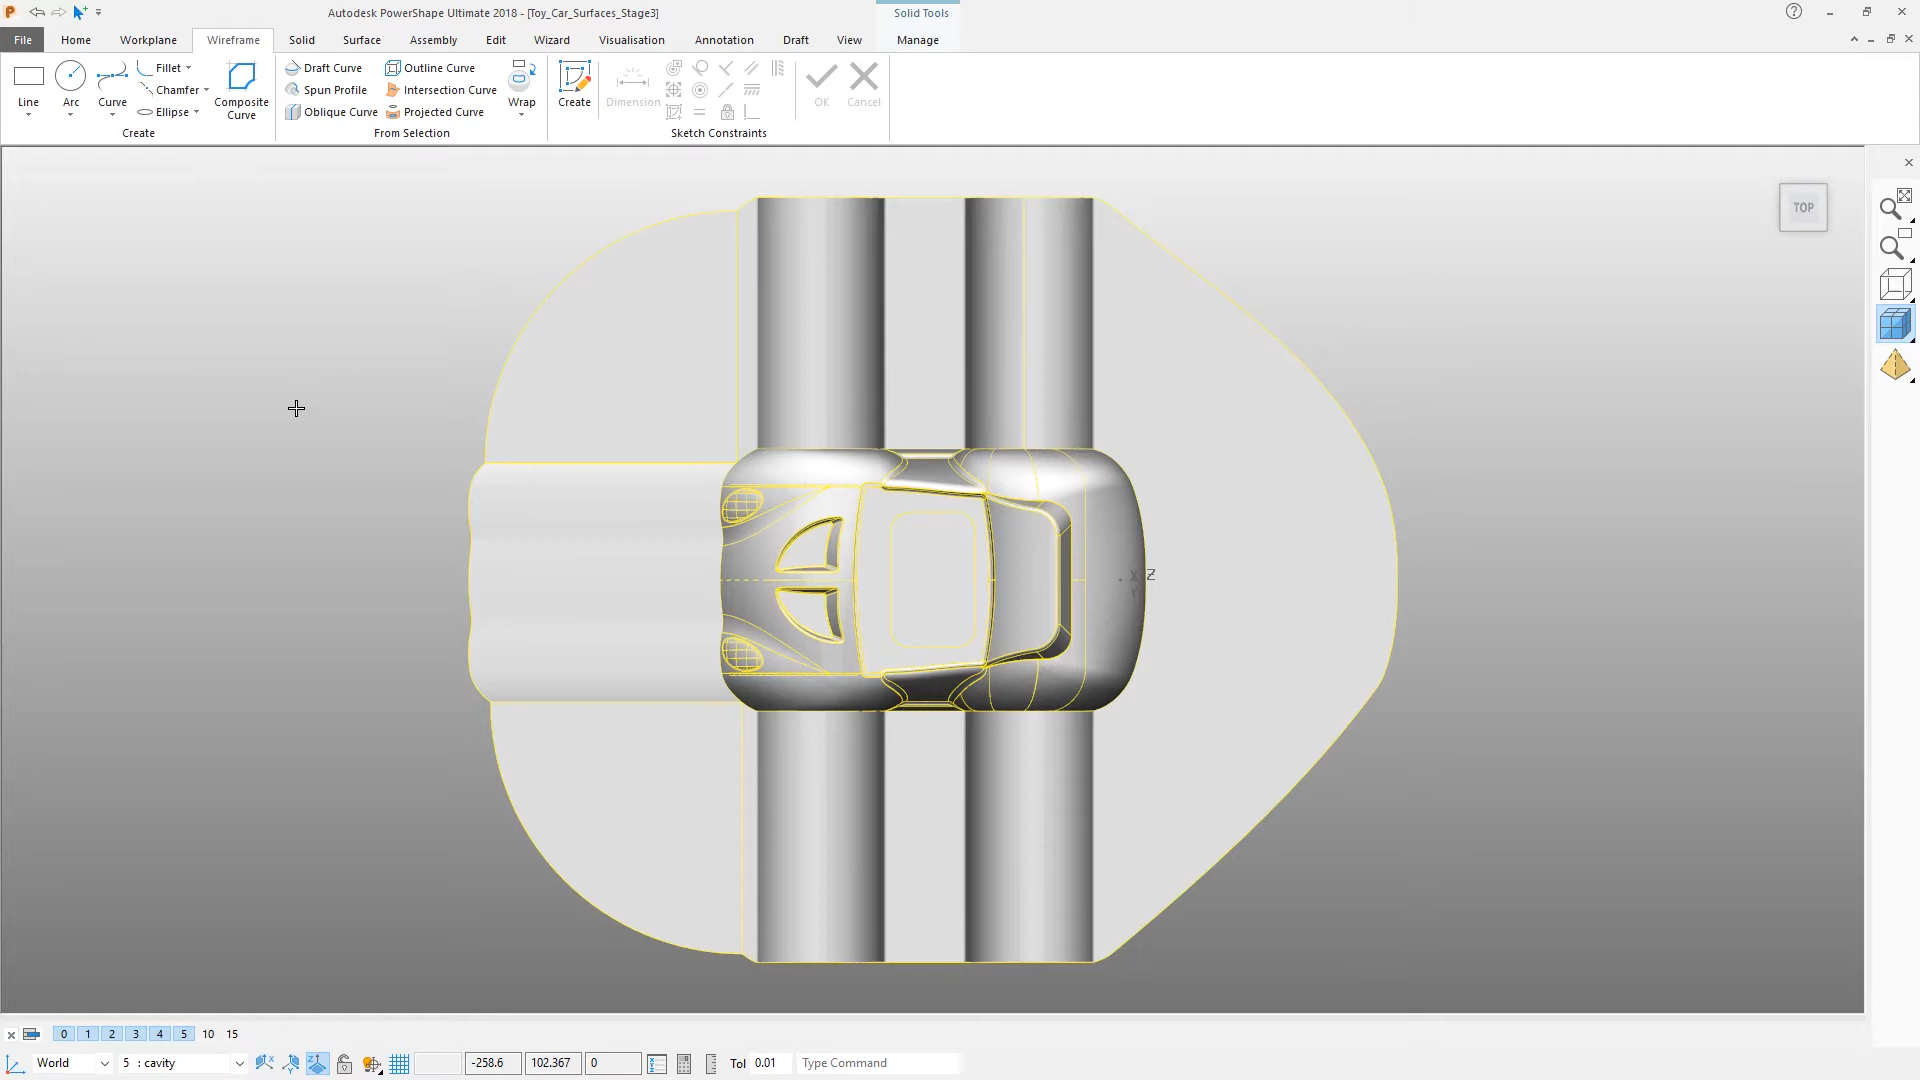 Autodesk PowerShape Ultimate 2018 - [Toy_Car_Surfaces_Stage3]
Solid Tools
File Home Workplane Wireframe Solid Surface Assembly Edit Wizard Visualisation Annotation Draft View Manage
Line
Arc
Curve
Fillet
Chamfer
Ellipse
Composite
Curve
Create
Draft Curve
Spun Profile
Oblique Curve
Outline Curve
Intersection Curve
Projected Curve
Wrap
From Selection
Create
Dimension
OK
Cancel
Sketch Constraints
TOP
X Z
Y
0 1 2 3 4 5 10 15
World 5 : cavity -258.6 102.367 0 Tol 0.01 Type Command